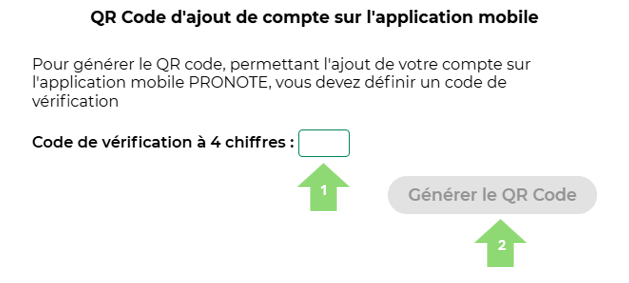 QR Code d'ajout de compte sur l'application mobile
Pour générer le QR code, permettant l'ajout de votre compte sur
l'application mobile PRONOTE, vous devez définir un code de
vérification
Code de vérification à 4 chiffres :
1
Générer le QR Code
2